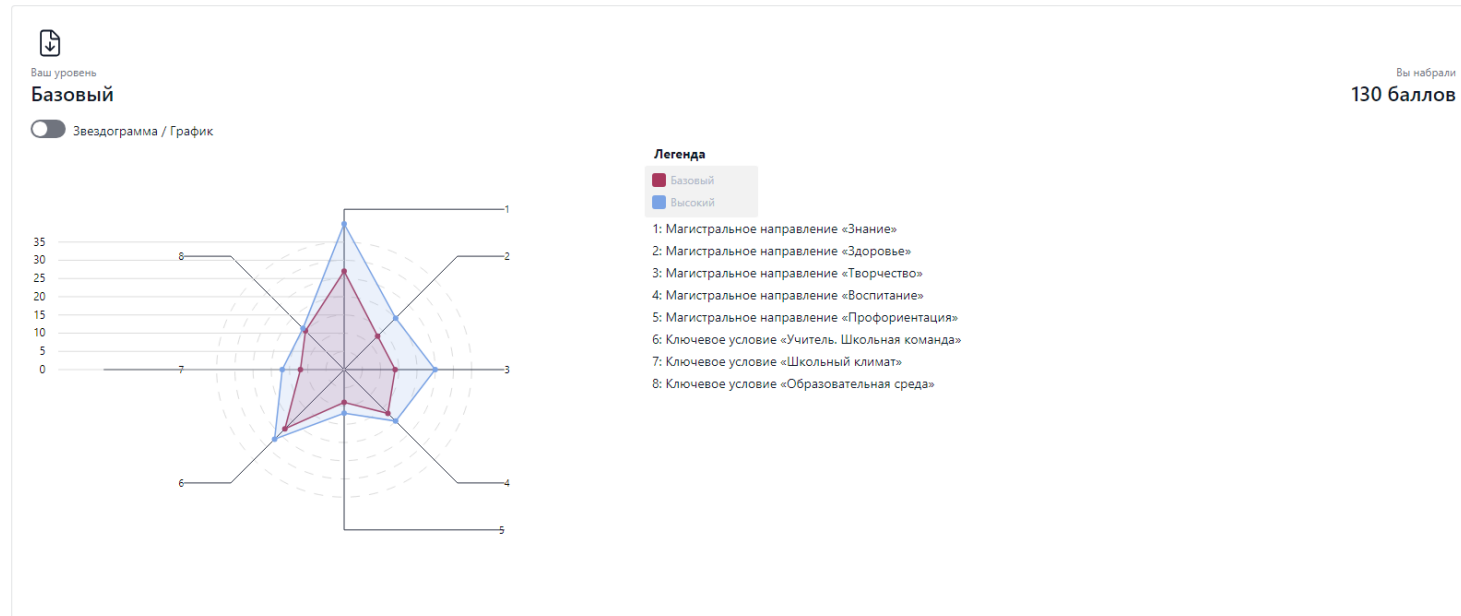 Ваш уровень
Базовый
Вы набрали
130 баллов
Звездограмма / График
Легенда
Базовый
Высокий
1: Магистральное направление «Знание»
2: Магистральное направление «Здоровье»
3: Магистральное направление «Творчество»
4: Магистральное направление «Воспитание»
5: Магистральное направление «Профориентация»
6: Ключевое условие «Учитель. Школьная команда»
7: Ключевое условие «Школьный климат»
8: Ключевое условие «Образовательная среда»
35
30
25
20
15
10
5
0
1
2
3
4
5
6
7
8